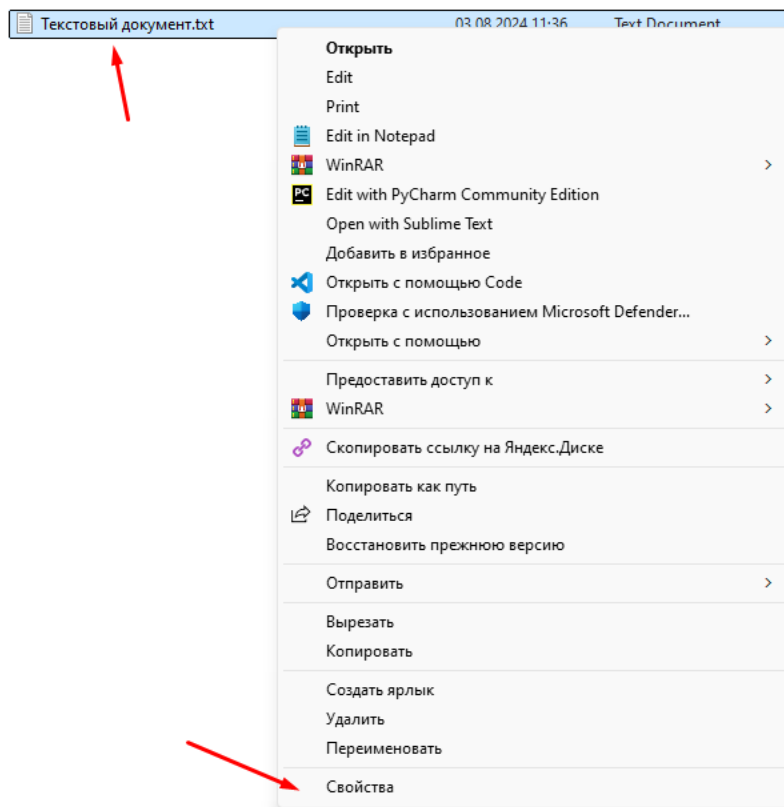 Текстовый документ.txt 03.08.2024 11:36 Text Document
Открыть
Edit
Print
Edit in Notepad
WinRAR
Edit with PyCharm Community Edition
Open with Sublime Text
Добавить в избранное
Открыть с помощью Code
Проверка с использованием Microsoft Defender...
Открыть с помощью
Предоставить доступ к
WinRAR
Скопировать ссылку на Яндекс.Диске
Копировать как путь
Поделиться
Восстановить прежнюю версию
Отправить
Вырезать
Копировать
Создать ярлык
Удалить
Переименовать
Свойства